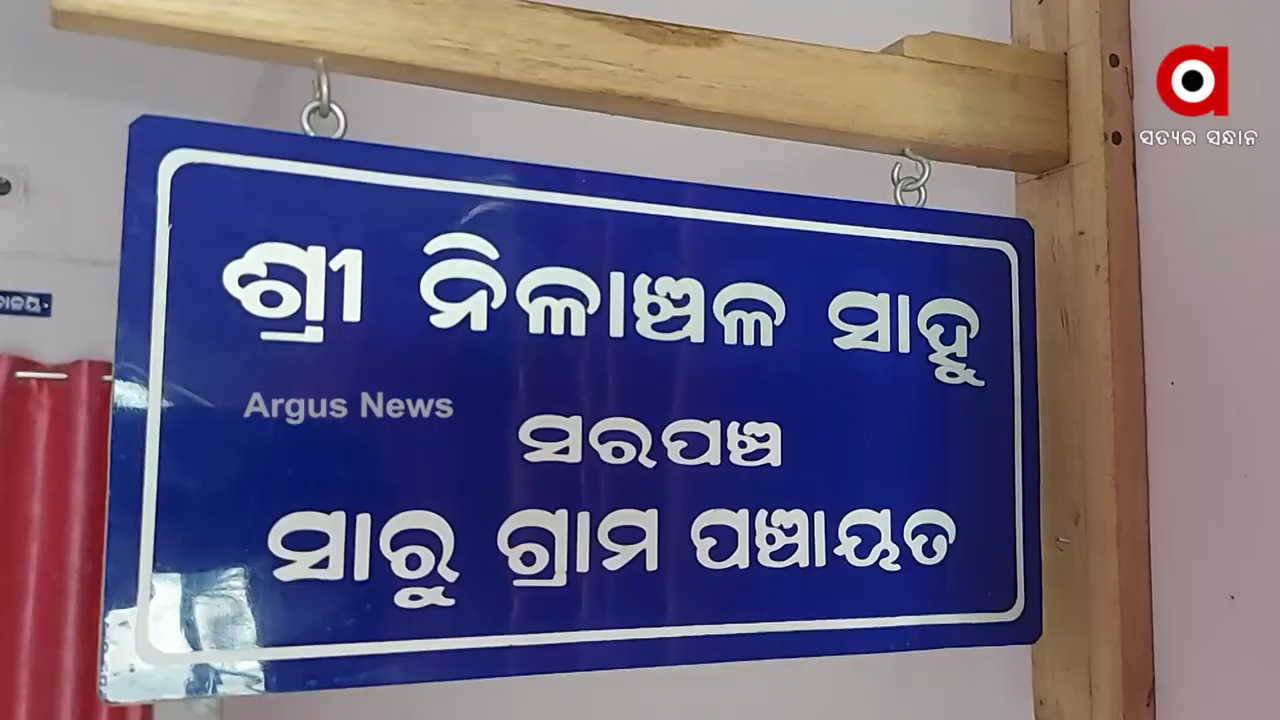 ସତ୍ୟର ସନ୍ଧାନ
ଶ୍ରୀ ନିଳାଞ୍ଚଳ ସାହୁ
Argus News
ସରପଞ୍ଚ
ସାରୁ ଗ୍ରାମ ପଞ୍ଚାୟତ